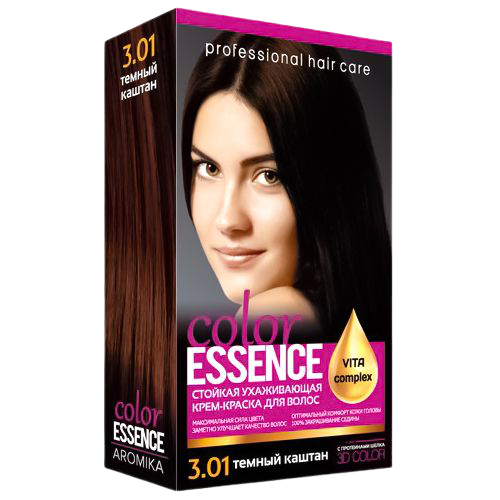 3.01
темный
каштан
color
ESSENCE
AROMIKA
professional hair care
color
ESSENCE
СТОЙКАЯ УХАЖИВАЮЩАЯ
КРЕМ-КРАСКА ДЛЯ ВОЛОС
МАКСИМАЛЬНАЯ СИЛА ЦВЕТА
ЗАМЕТНО УЛУЧШАЕТ КАЧЕСТВО ВОЛОС
ОПТИМАЛЬНЫЙ КОМФОРТ КОЖИ ГОЛОВЫ
100% ЗАКРАШИВАНИЕ СЕДИНЫ
VITA
complex
С ПРОТЕИНАМИ ШЕЛКА
3D COLOR
3.01 темный каштан